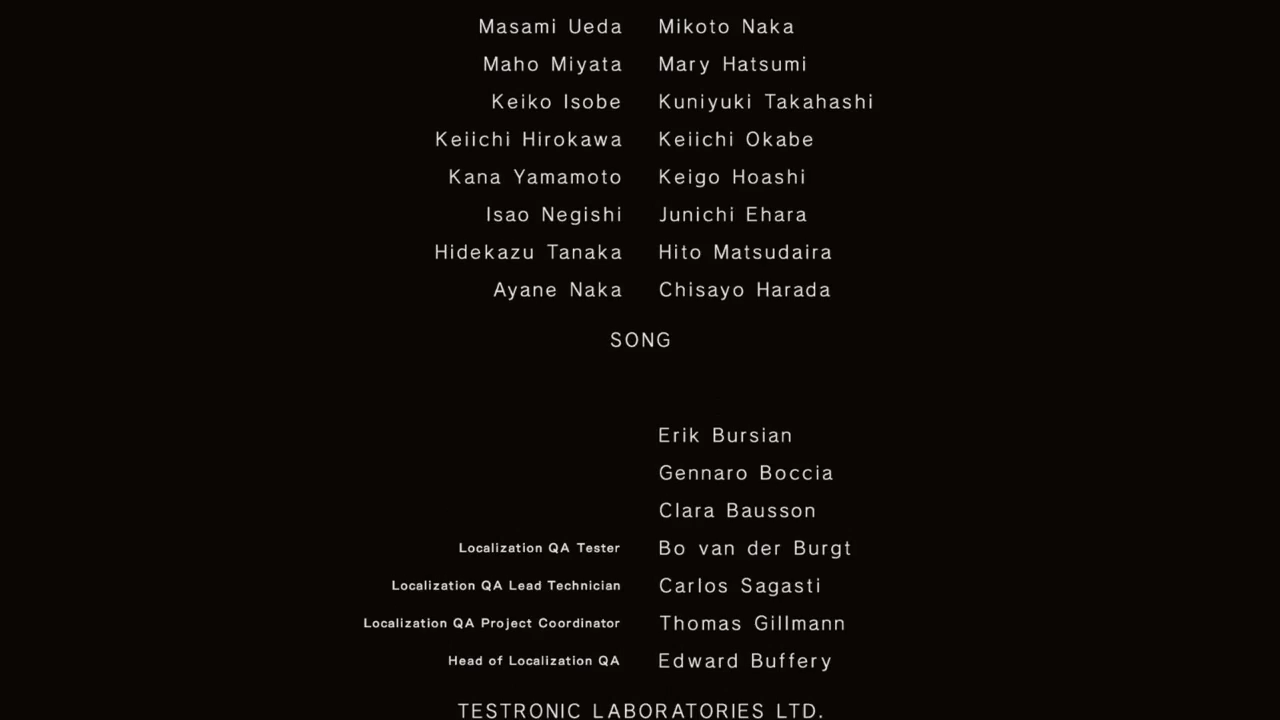 Masami Ueda Mikoto Naka
Maho Miyata Mary Hatsumi
Keiko Isobe Kuniyuki Takahashi
Keiichi Hirokawa Keiichi Okabe
Kana Yamamoto Keigo Hoashi
Isao Negishi Junichi Ehara
Hidekazu Tanaka Hito Matsudaira
Ayane Naka Chisayo Harada
SONG
Erik Bursian
Gennaro Boccia
Clara Bausson
Localization QA Tester Bo van der Burgt
Localization QA Lead Technician Carlos Sagasti
Localization QA Project Coordinator Thomas Gillmann
Head of Localization QA Edward Buffery
TESTRONIC LABORATORIES LTD.